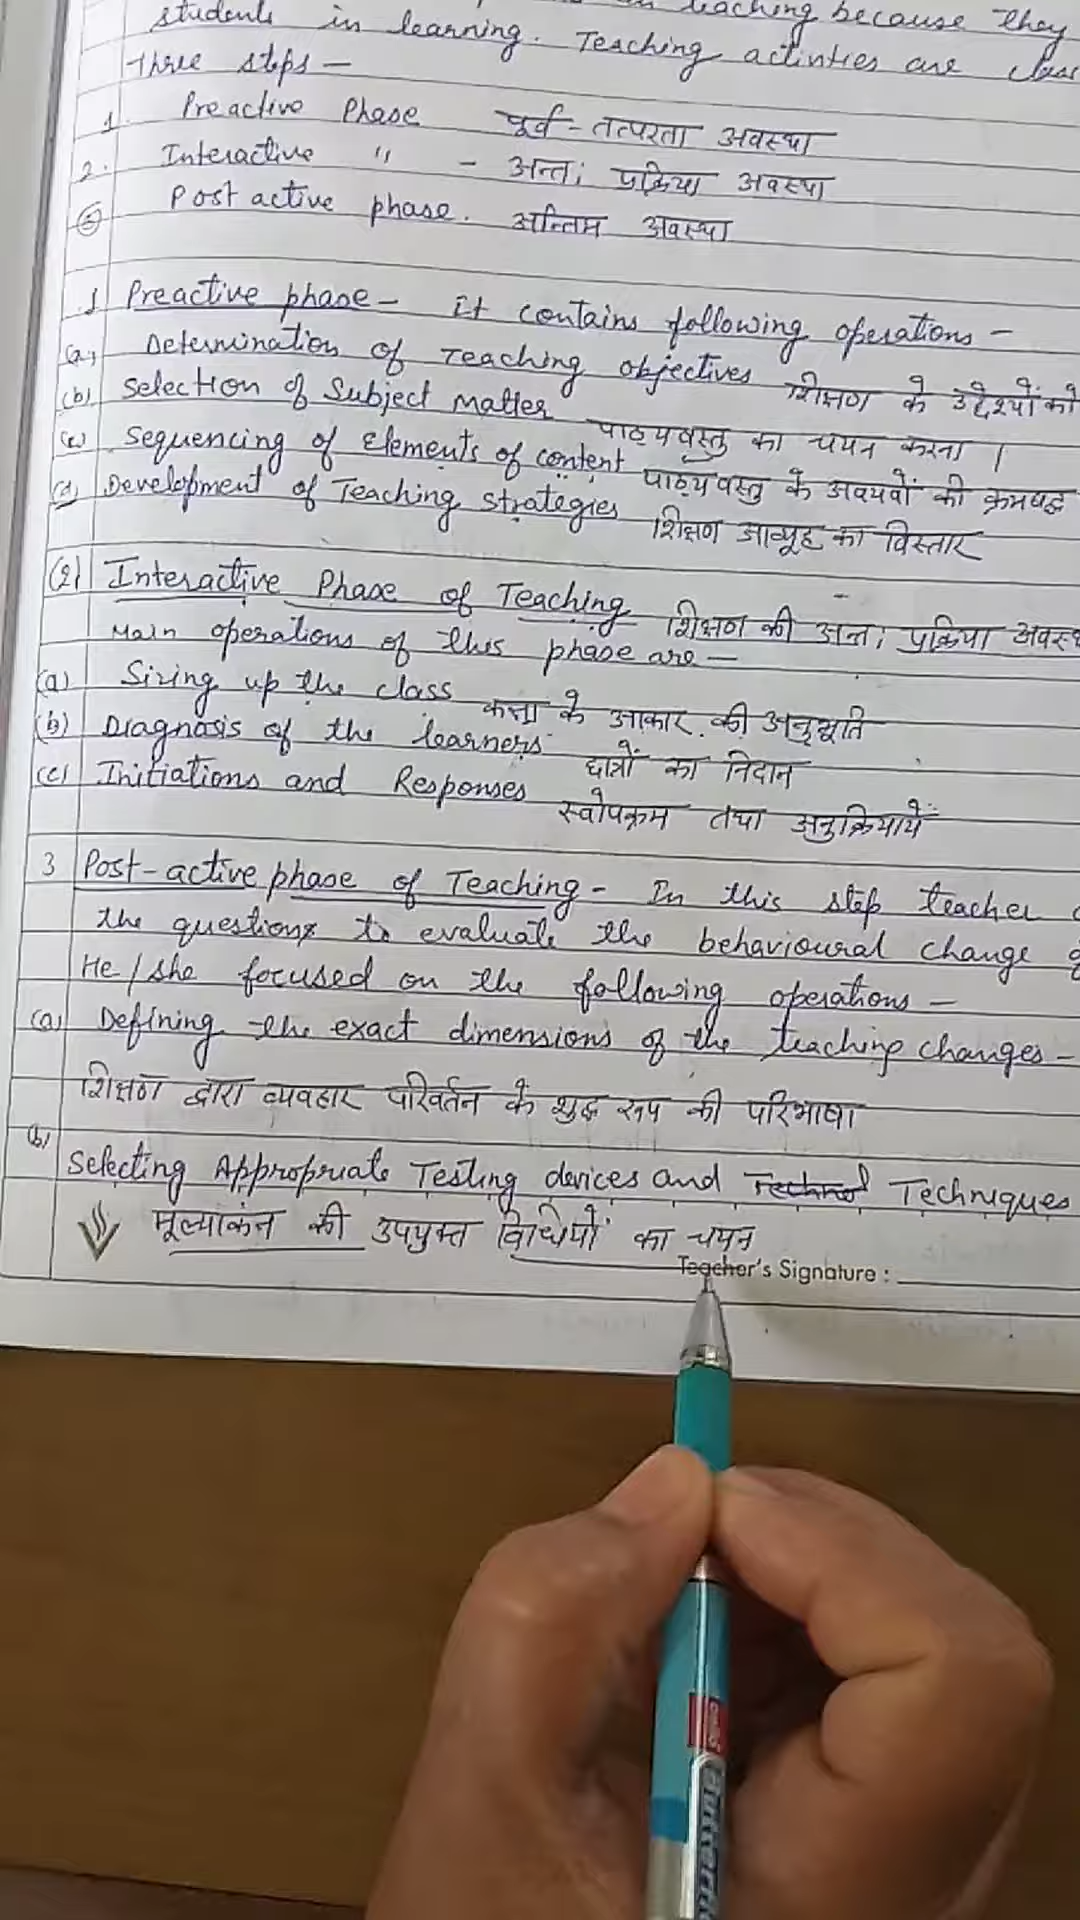 teaching because they
students in learning. Teaching activities are
three steps -
1. Preactive Phase पूर्व - तत्परता अवस्था
2. Interactive " - अन्तः प्रक्रिया अवस्था
③ Post active phase. अन्तिम अवस्था
1 Preactive phase - It contains following operations -
(a) Determination of Teaching objectives शिक्षण के उद्देश्यों को
(b) Selection of Subject Matter पाठ्यवस्तु का चयन करना ।
(c) Sequencing of Elements of content पाठ्यवस्तु के अवयवों की क्रमबद्ध
(d) Development of Teaching Strategies शिक्षण आव्यूह का विस्तार
(2) Interactive Phase of Teaching शिक्षण की अन्तः प्रक्रिया
Main operations of this phase are -
(a) Sizing up the class कक्षा के आकार की अनुभूति
(b) Diagnosis of the learners छात्रों का निदान
(c) Initiations and Responses स्वोपक्रम तथा अनुक्रियायें
3 Post-active phase of Teaching - In this step teacher
the questions to evaluate the behavioural change
He/she focused on the following operations -
(a) Defining the exact dimensions of the teaching changes -
शिक्षण द्वारा व्यवहार परिवर्तन के शुद्ध रूप की परिभाषा
(b) Selecting Appropriate Testing devices and Techniques
मूल्यांकन की उपयुक्त विधियों का चयन
Teacher's Signature :